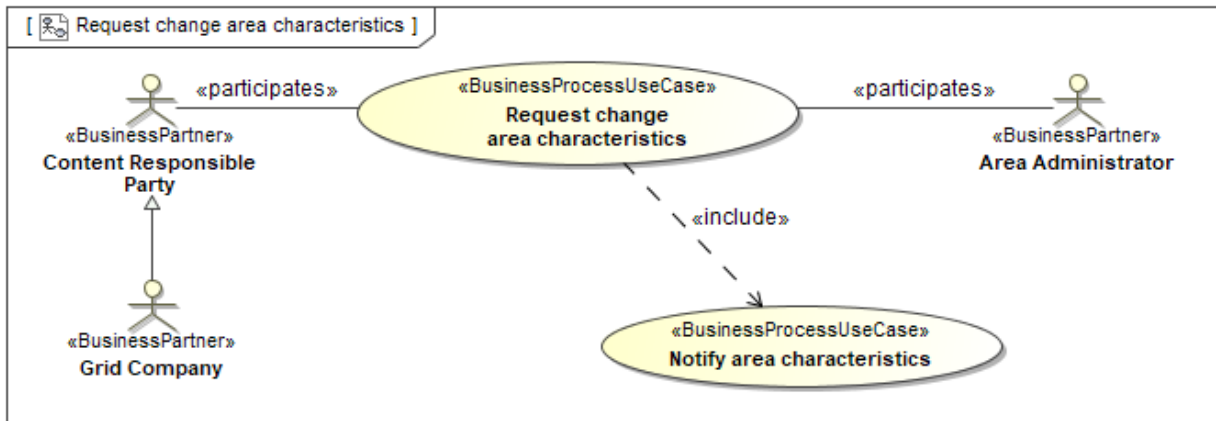 [ Request change area characteristics ]
«participates»
«BusinessProcessUseCase»
Request change
area characteristics
«participates»
«BusinessPartner»
Content Responsible
Party
«BusinessPartner»
Area Administrator
«include»
«BusinessPartner»
Grid Company
«BusinessProcessUseCase»
Notify area characteristics